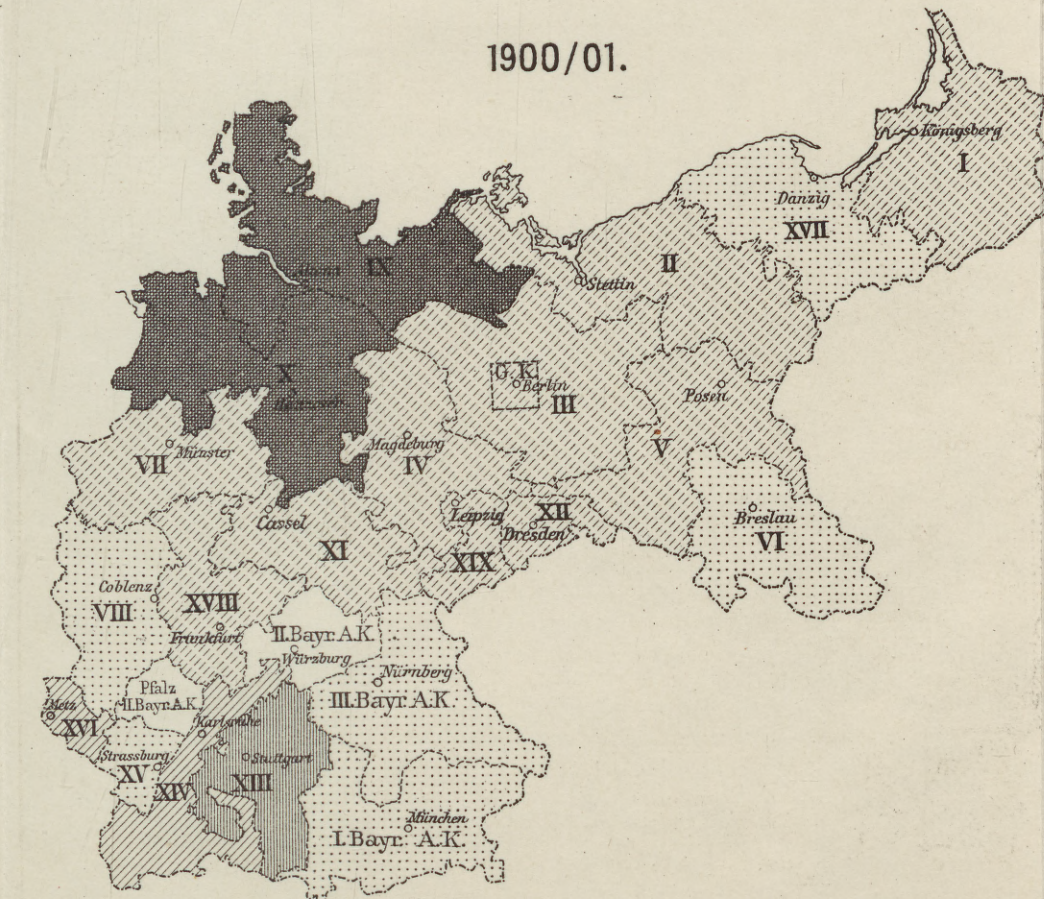 1900/01.
Königsberg
I
Danzig
XVII
II
Stettin
Altona
IX
X
Hannover
G. K.
Berlin
III
Posen
V
Magdeburg
IV
VII
Münster
Cassel
XI
Leipzig
XII
Dresden
XIX
Breslau
VI
Coblenz
VIII
XVIII
Frankfurt
II.Bayr.A.K.
Würzburg
Nürnberg
III.Bayr.A.K.
Pfalz
II.Bayr.A.K.
Metz
XVI
Karlsruhe
Strassburg
XV
XIV
Stuttgart
XIII
München
I.Bayr. A.K.